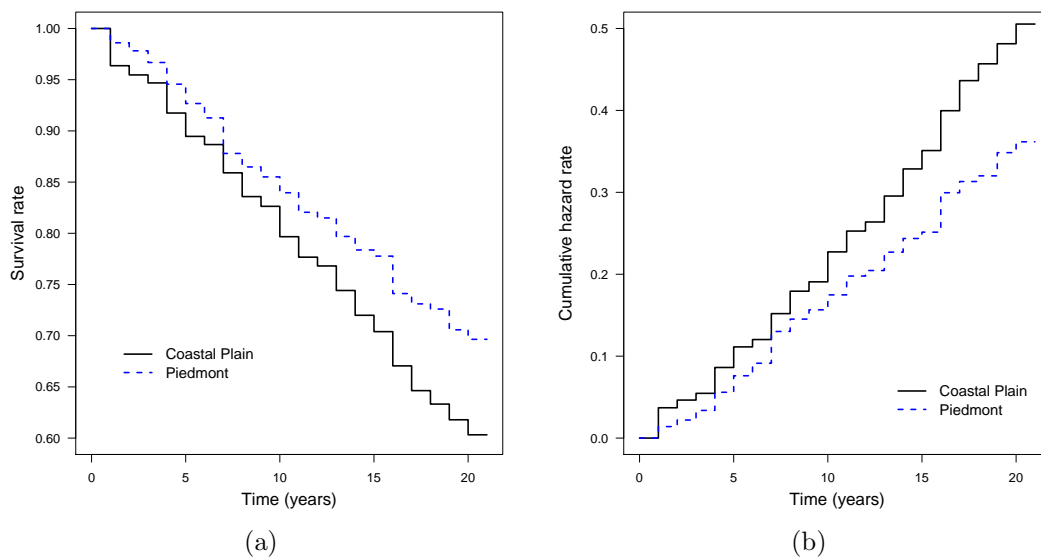 1.00
0.95
0.90
0.85
0.80
0.75
0.70
0.65
0.60
Survival rate
Coastal Plain
Piedmont
0 5 10 15 20
Time (years)
(a)
0.5
0.4
0.3
0.2
0.1
0.0
Cumulative hazard rate
Coastal Plain
Piedmont
0 5 10 15 20
Time (years)
(b)